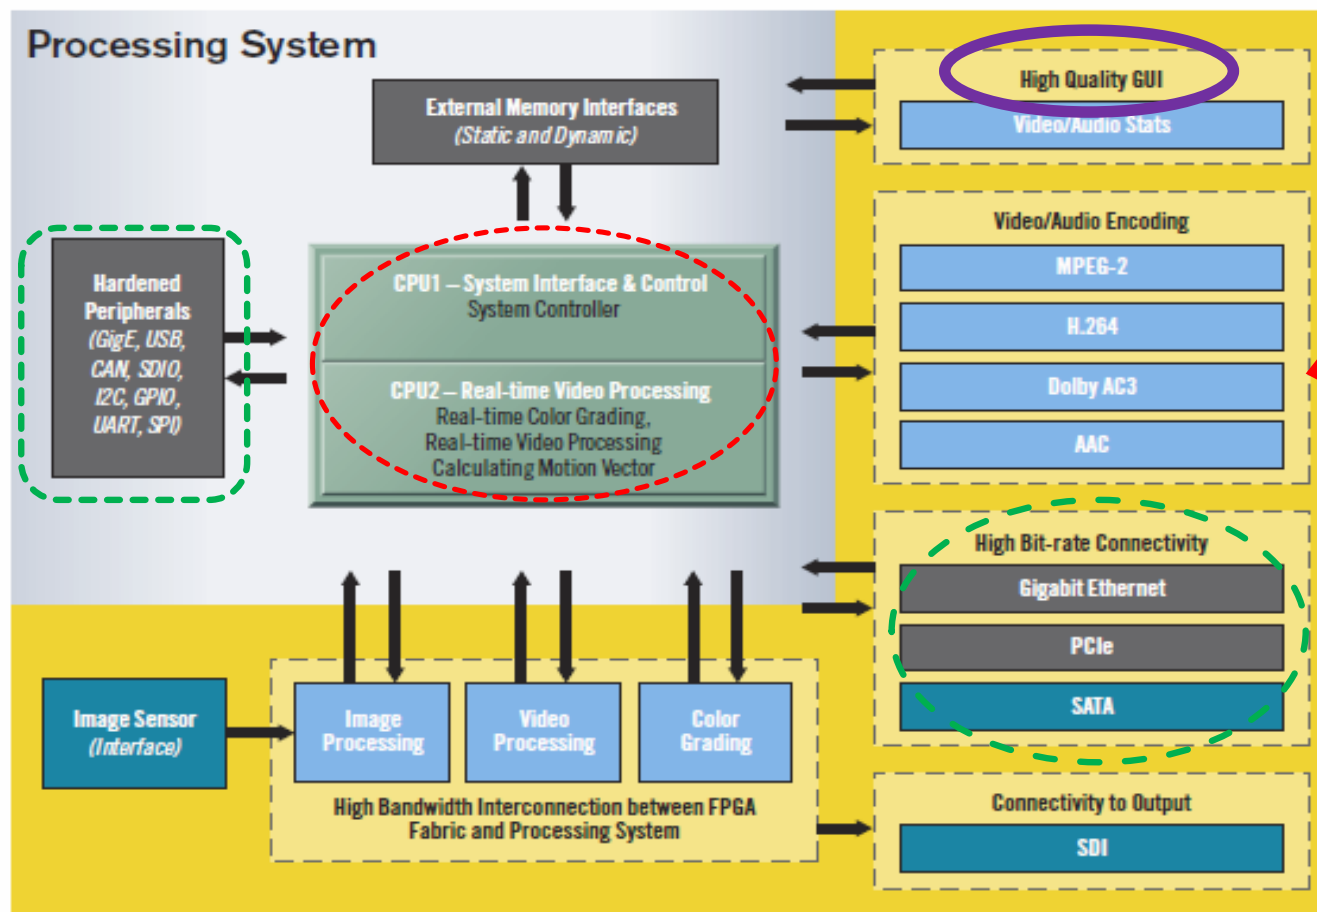 Processing System
External Memory Interfaces
(Static and Dynamic)
Hardened
Peripherals
(GigE, USB,
CAN, SDIO,
I2C, GPIO,
UART, SPI)
CPU1 – System Interface & Control
System Controller
CPU2 – Real-time Video Processing
Real-time Color Grading,
Real-time Video Processing
Calculating Motion Vector
High Quality GUI
Video/Audio Stats
Video/Audio Encoding
MPEG-2
H.264
Dolby AC3
AAC
High Bit-rate Connectivity
Gigabit Ethernet
PCIe
SATA
Image Sensor
(Interface)
Image
Processing
Video
Processing
Color
Grading
High Bandwidth Interconnection between FPGA
Fabric and Processing System
Connectivity to Output
SDI